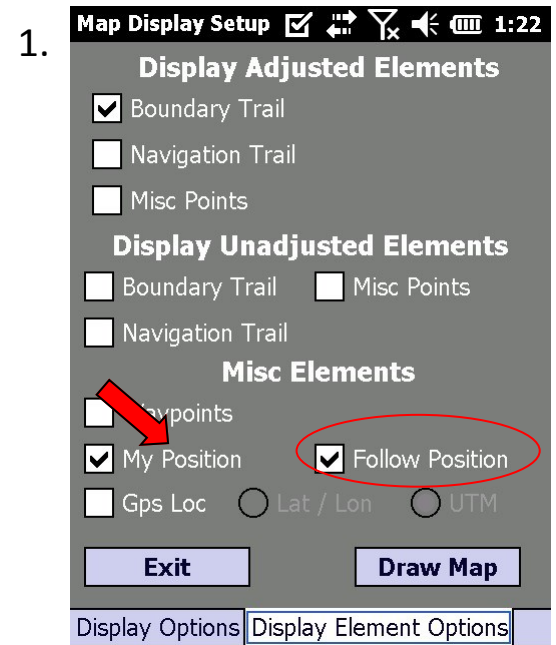 1.
Map Display Setup 1:22
Display Adjusted Elements
Boundary Trail
Navigation Trail
Misc Points
Display Unadjusted Elements
Boundary Trail Misc Points
Navigation Trail
Misc Elements
Waypoints
My Position Follow Position
Gps Loc Lat / Lon UTM
Exit Draw Map
Display Options Display Element Options